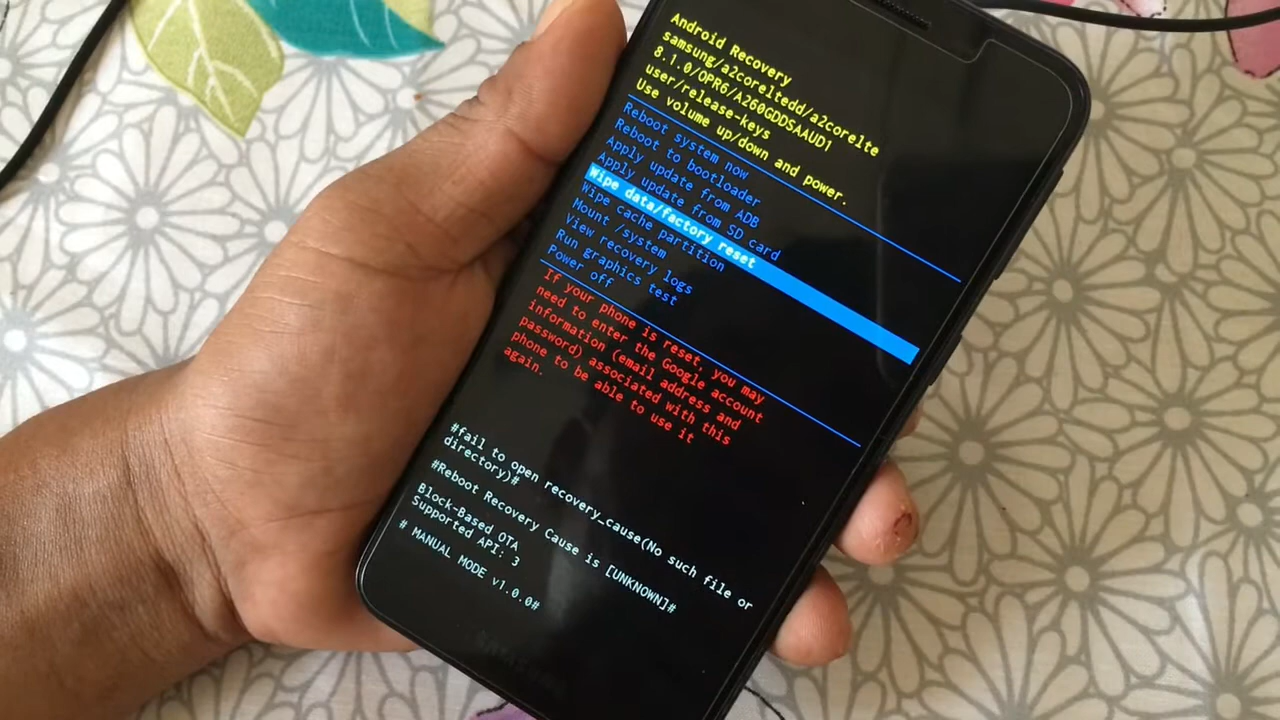 Android Recovery
samsung/a2coreltedd/a2corelte
8.1.0/OPR6/A260GDDSAAUD1
user/release-keys
Use volume up/down and power.
Reboot system now
Reboot to bootloader
Apply update from ADB
Apply update from SD card
Wipe data/factory reset
Wipe cache partition
Mount /system
View recovery logs
Run graphics test
Power off
If your phone is reset, you may
need to enter the Google account
information (email address and
password) associated with this
phone to be able to use it
again.
#fail to open recovery_cause(No such file or
directory)#
#Reboot Recovery Cause is [UNKNOWN]#
Block-Based OTA
Supported API: 3
# MANUAL MODE v1.0.0#